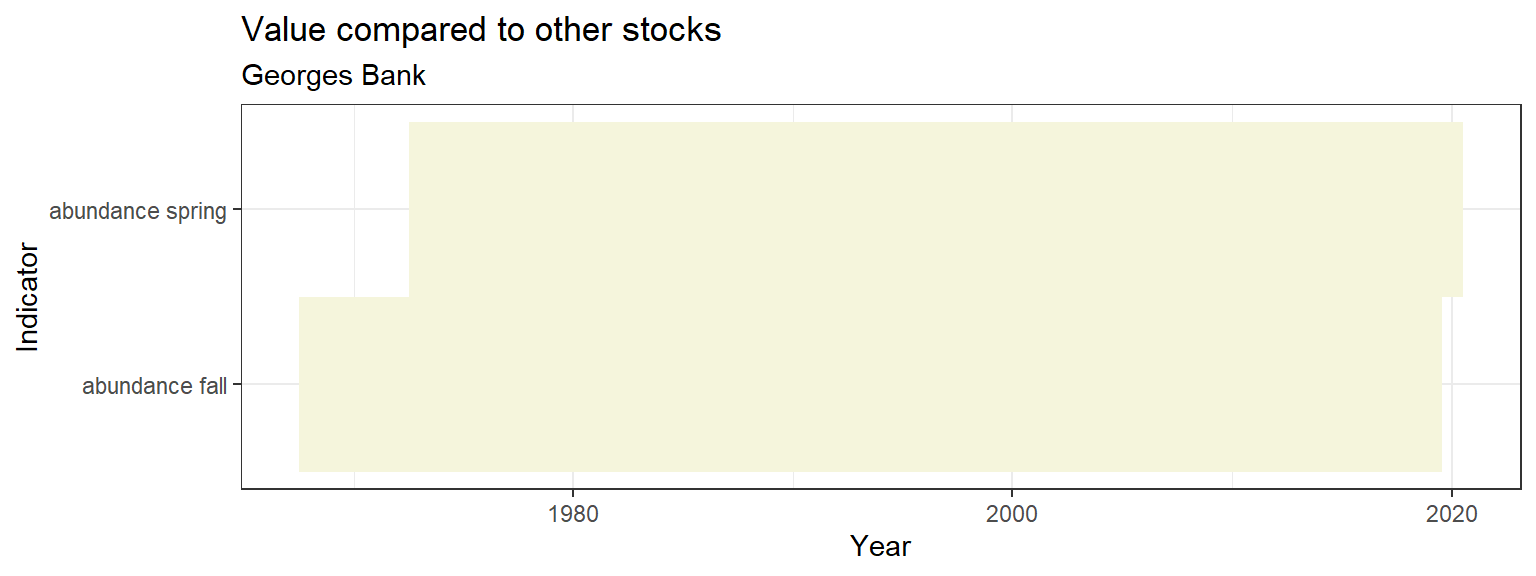 Value compared to other stocks
Georges Bank
Indicator
abundance spring
abundance fall
1980 2000 2020
Year